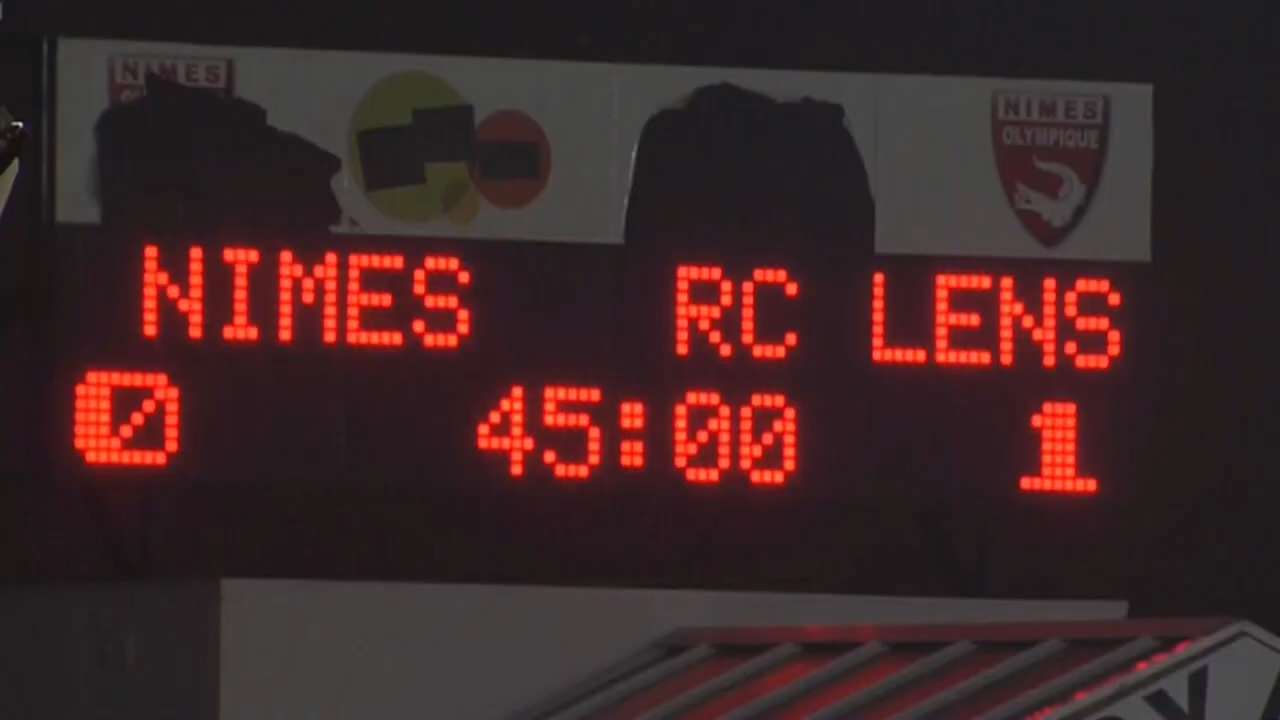 NIMES
NIMES
OLYMPIQUE
NIMES RC LENS
0 45:00 1